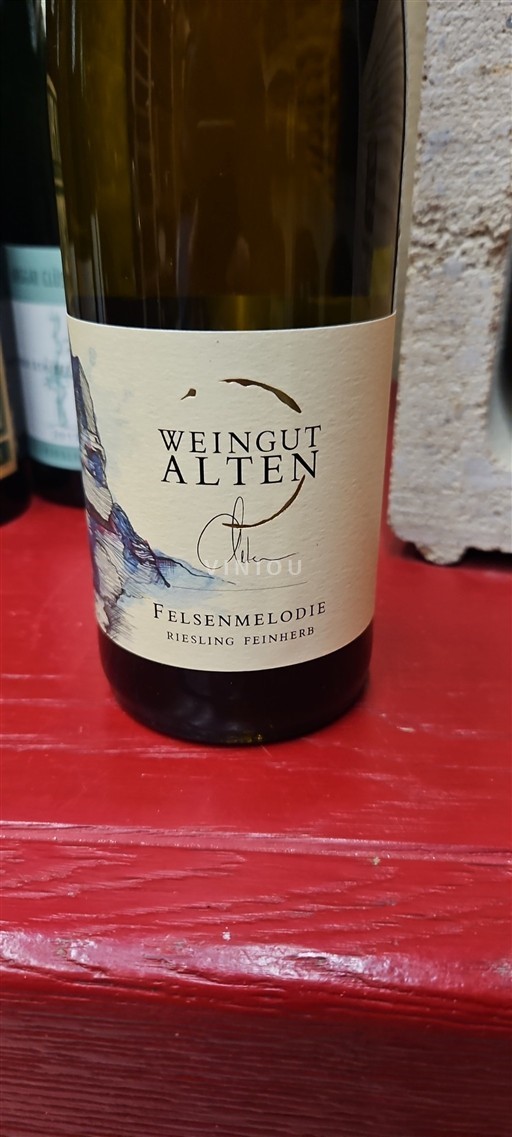 WEINGUT
ALTEN
VINIOU
FELSENMELODIE
RIESLING FEINHERB